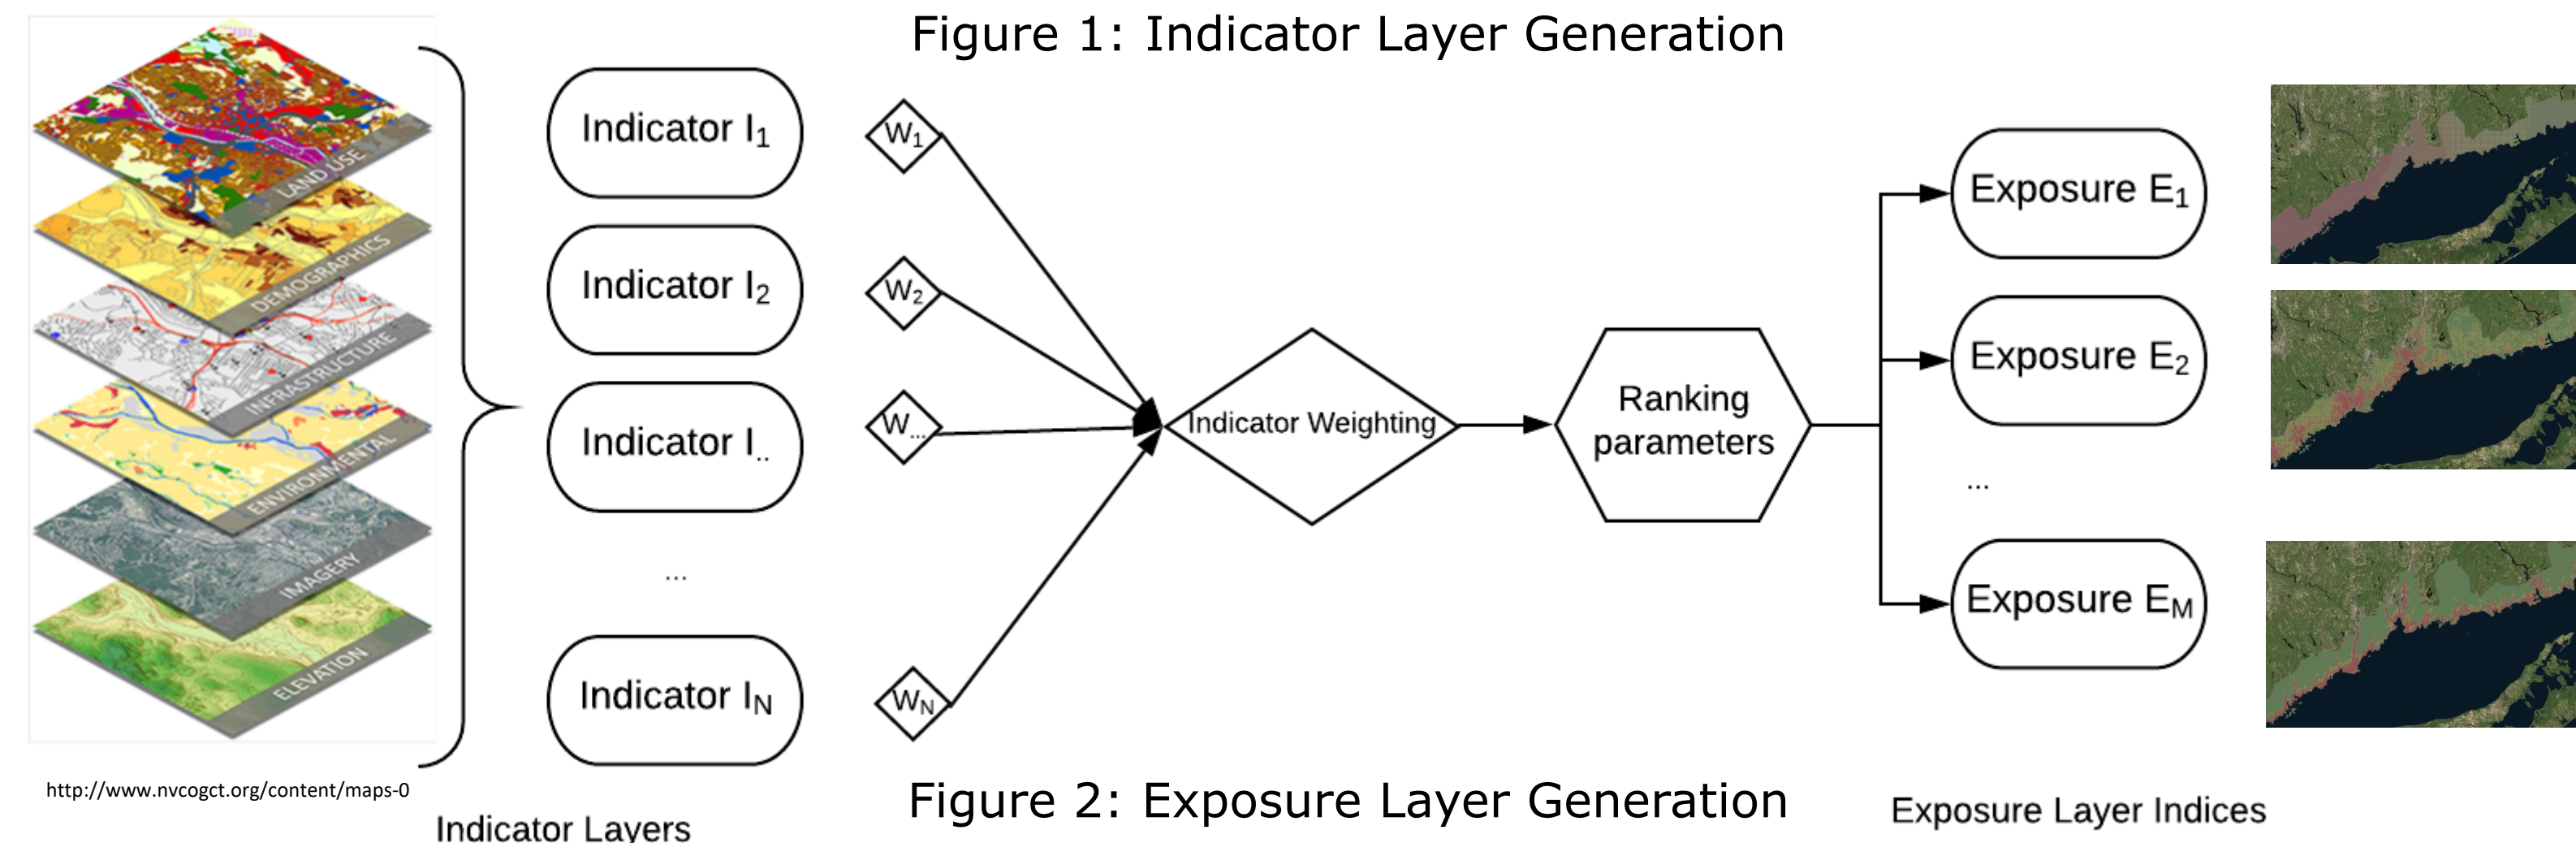 Figure 1: Indicator Layer Generation
LAND USE
DEMOGRAPHICS
INFRASTRUCTURE
ENVIRONMENTAL
IMAGERY
ELEVATION
http://www.nvcogct.org/content/maps-0
Indicator I1
Indicator I2
Indicator I..
...
Indicator IN
Indicator Layers
W1
W2
W...
WN
Indicator Weighting
Ranking
parameters
Exposure E1
Exposure E2
...
Exposure EM
Figure 2: Exposure Layer Generation
Exposure Layer Indices